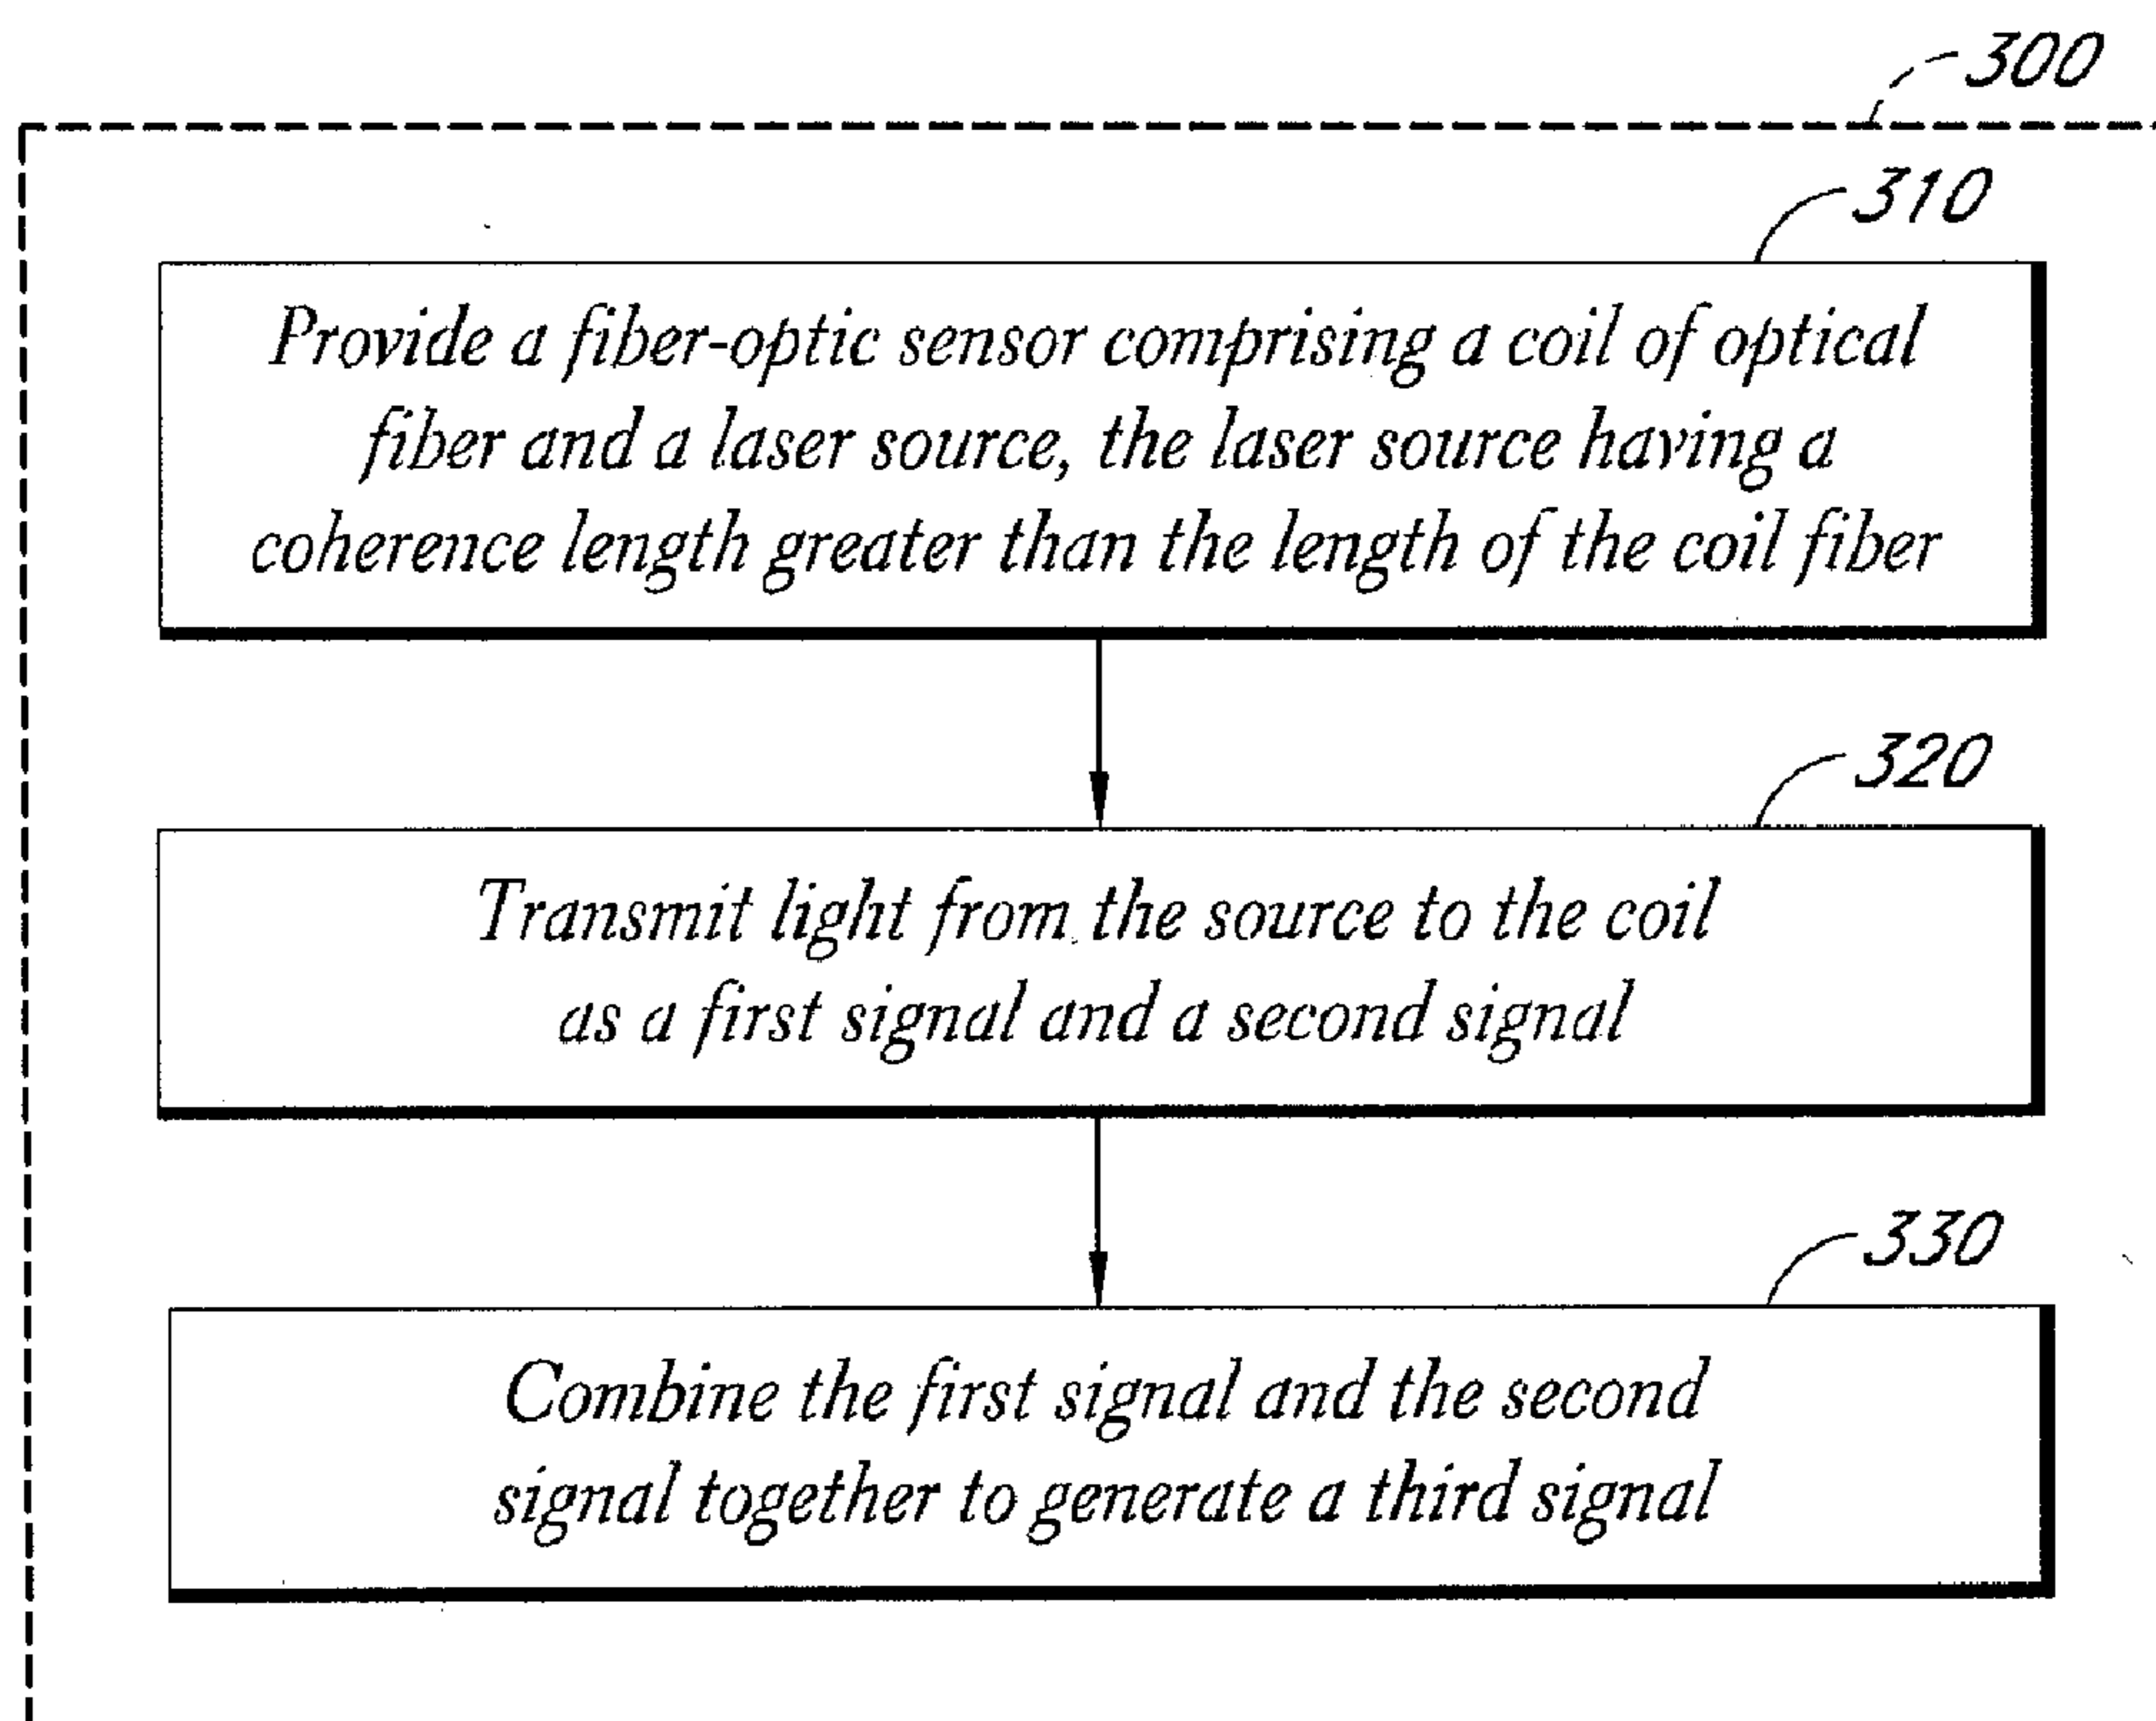 300
310
Provide a fiber-optic sensor comprising a coil of optical
fiber and a laser source, the laser source having a
coherence length greater than the length of the coil fiber
320
Transmit light from the source to the coil
as a first signal and a second signal
330
Combine the first signal and the second
signal together to generate a third signal